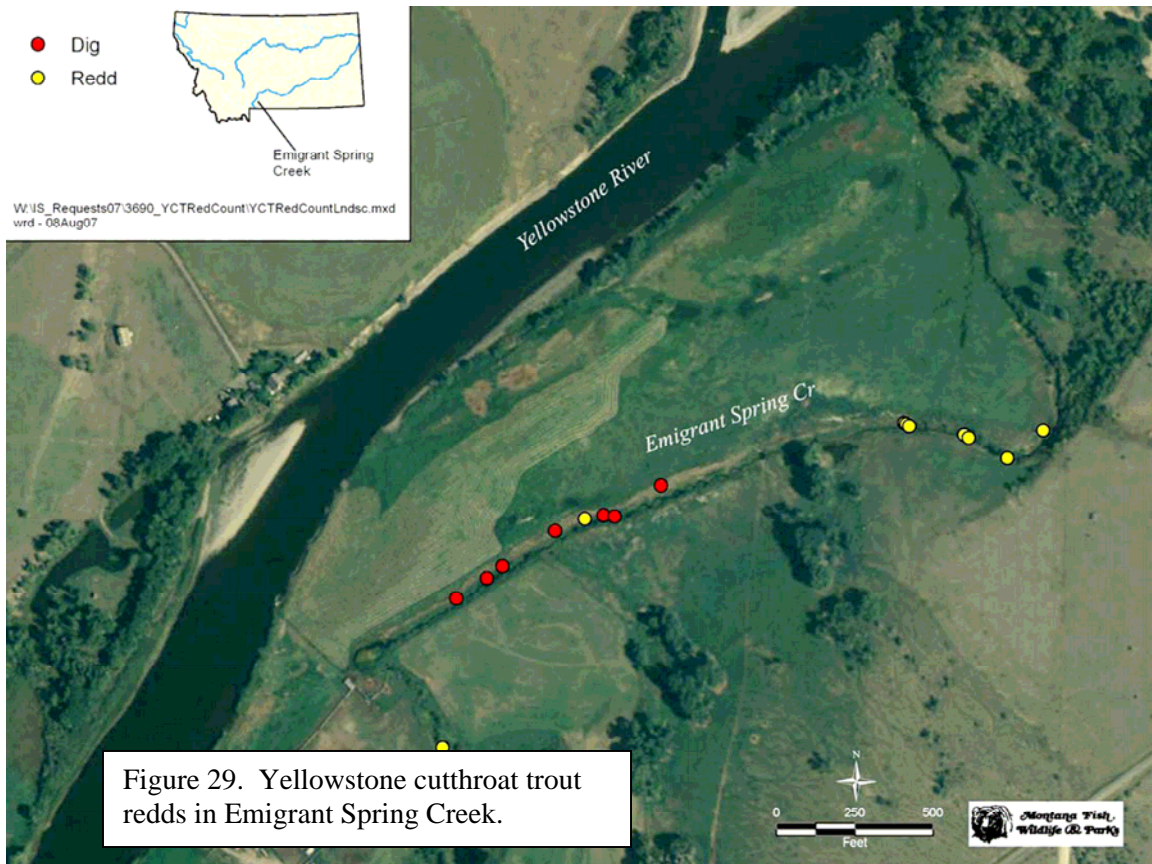 Dig
Redd
Emigrant Spring
Creek
W:\IS_Requests07\3690_YCTRedCount\YCTRedCountLndsc.mxd
wrd - 08Aug07
Yellowstone River
Emigrant Spring Cr
Figure 29.  Yellowstone cutthroat trout
redds in Emigrant Spring Creek.
N
0 250 500
Feet
Montana Fish
Wildlife & Parks